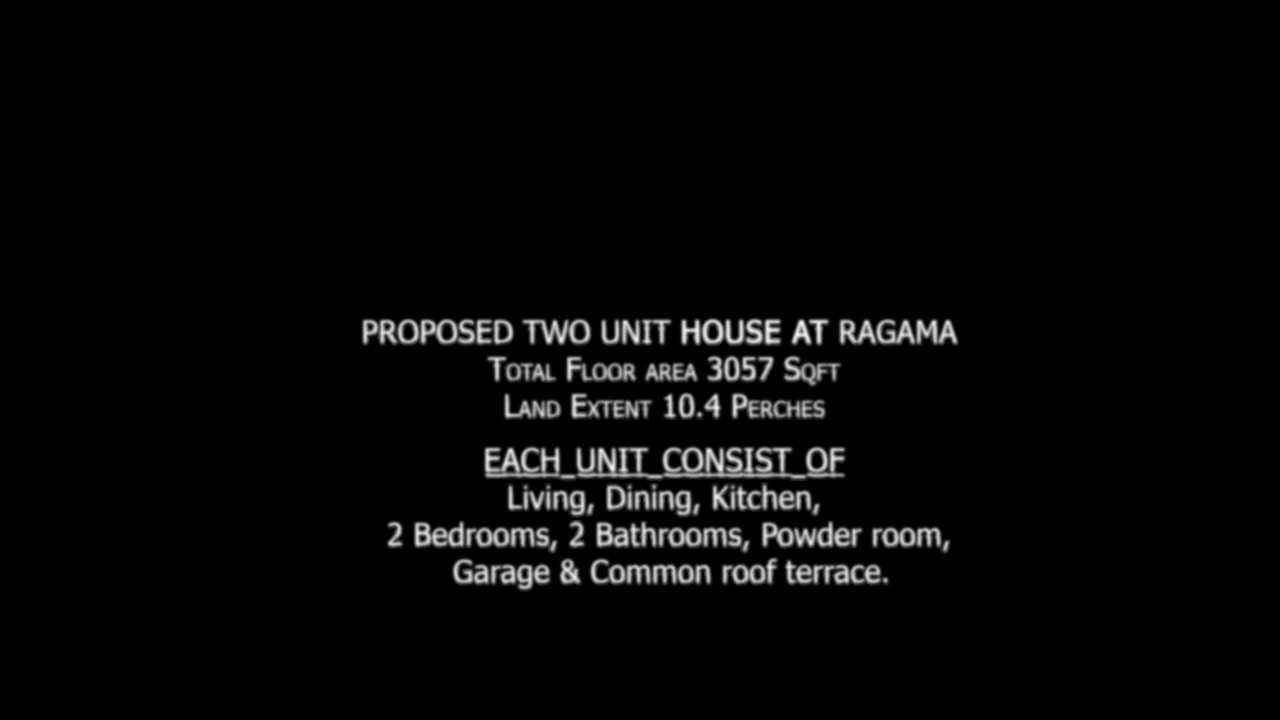 PROPOSED TWO UNIT HOUSE AT RAGAMA
TOTAL FLOOR AREA 3057 SQFT
LAND EXTENT 10.4 PERCHES
EACH_UNIT_CONSIST_OF
Living, Dining, Kitchen,
2 Bedrooms, 2 Bathrooms, Powder room,
Garage & Common roof terrace.